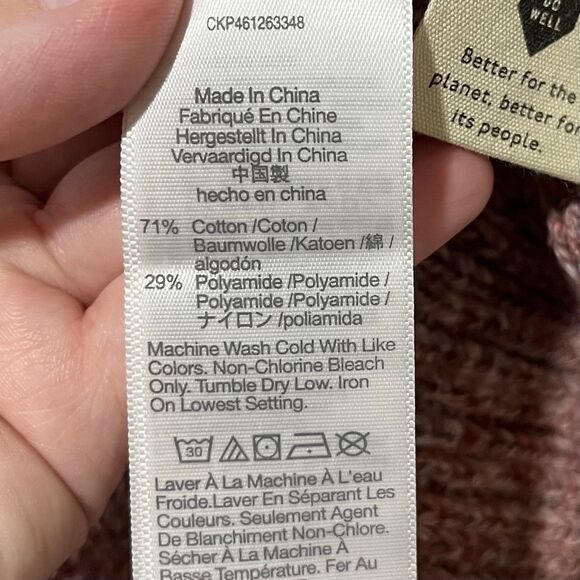 CKP461263348
Made In China
Fabriqué En Chine
Hergestellt In China
Vervaardigd In China
中国製
hecho en china
71% Cotton /Coton /
Baumwolle /Katoen /綿 /
algodón
29% Polyamide /Polyamide /
Polyamide /Polyamide /
ナイロン /poliamida
Machine Wash Cold With Like
Colors. Non-Chlorine Bleach
Only. Tumble Dry Low. Iron
On Lowest Setting.
30
Laver À La Machine À L'eau
Froide.Laver En Séparant Les
Couleurs. Seulement Agent
De Blanchiment Non-Chlore.
Sécher À La Machine À
Basse Température. Fer Au
DO
WELL
Better for the
planet, better for
its people.